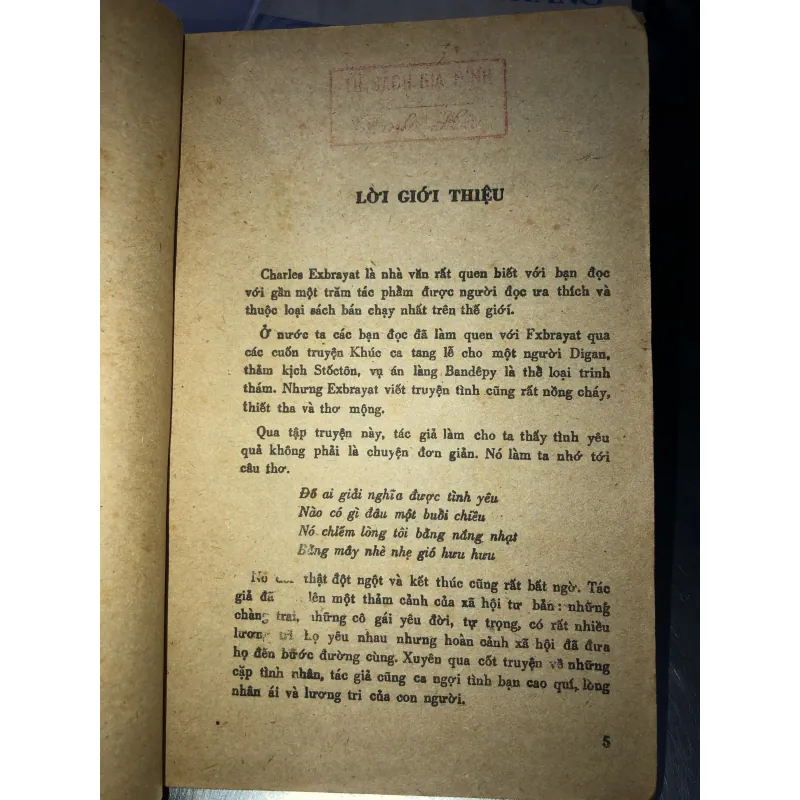 TỦ SÁCH GIA ĐÌNH
LỜI GIỚI THIỆU
Charles Exbrayat là nhà văn rất quen biết với bạn đọc
với gần một trăm tác phẩm được người đọc ưa thích và
thuộc loại sách bán chạy nhất trên thế giới.
Ở nước ta các bạn đọc đã làm quen với Fxbrayat qua
các cuốn truyện Khúc ca tang lễ cho một người Digan,
thảm kịch Stốctôn, vụ án làng Bandêpy là thể loại trinh
thám. Nhưng Exbrayat viết truyện tình cũng rất nồng cháy,
thiết tha và thơ mộng.
Qua tập truyện này, tác giả làm cho ta thấy tình yêu
quả không phải là chuyện đơn giản. Nó làm ta nhớ tới
câu thơ.
Đố ai giải nghĩa được tình yêu
Nào có gì đâu một buổi chiều
Nó chiếm lòng tôi bằng nắng nhạt
Bằng mây nhè nhẹ gió hưu hưu
Nó thật đột ngột và kết thúc cũng rất bất ngờ. Tác
giả đã lên một thảm cảnh của xã hội tư bản: những
chàng trai, những cô gái yêu đời, tự trọng, có rất nhiều
lương tri. Họ yêu nhau nhưng hoàn cảnh xã hội đã đưa
họ đến bước đường cùng. Xuyên qua cốt truyện về những
cặp tình nhân, tác giả cũng ca ngợi tình bạn cao quí, lòng
nhân ái và lương tri của con người.
5